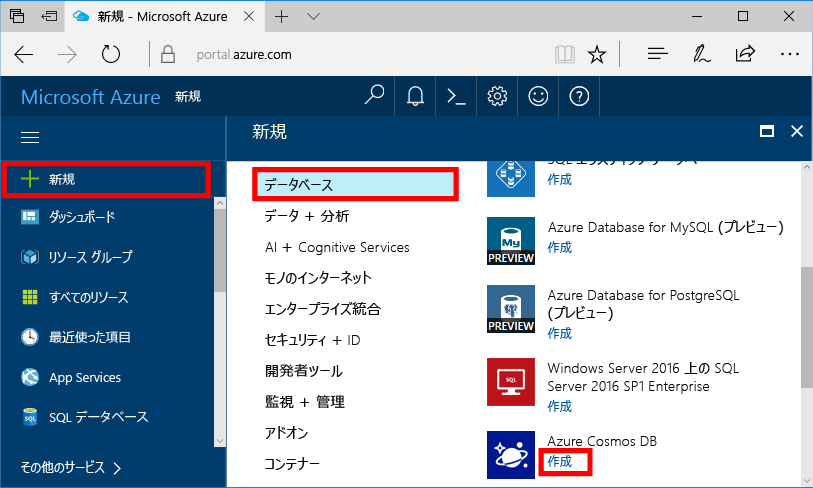 新規 - Microsoft Azure
portal.azure.com
Microsoft Azure 新規
新規
新規
ダッシュボード
リソース グループ
すべてのリソース
最近使った項目
App Services
SQL データベース
その他のサービス
データベース
データ + 分析
AI + Cognitive Services
モノのインターネット
エンタープライズ統合
セキュリティ + ID
開発者ツール
監視 + 管理
アドオン
コンテナー
作成
My
PREVIEW
Azure Database for MySQL (プレビュー)
作成
PREVIEW
Azure Database for PostgreSQL
(プレビュー)
作成
SQL
Windows Server 2016 上の SQL
Server 2016 SP1 Enterprise
作成
Azure Cosmos DB
作成